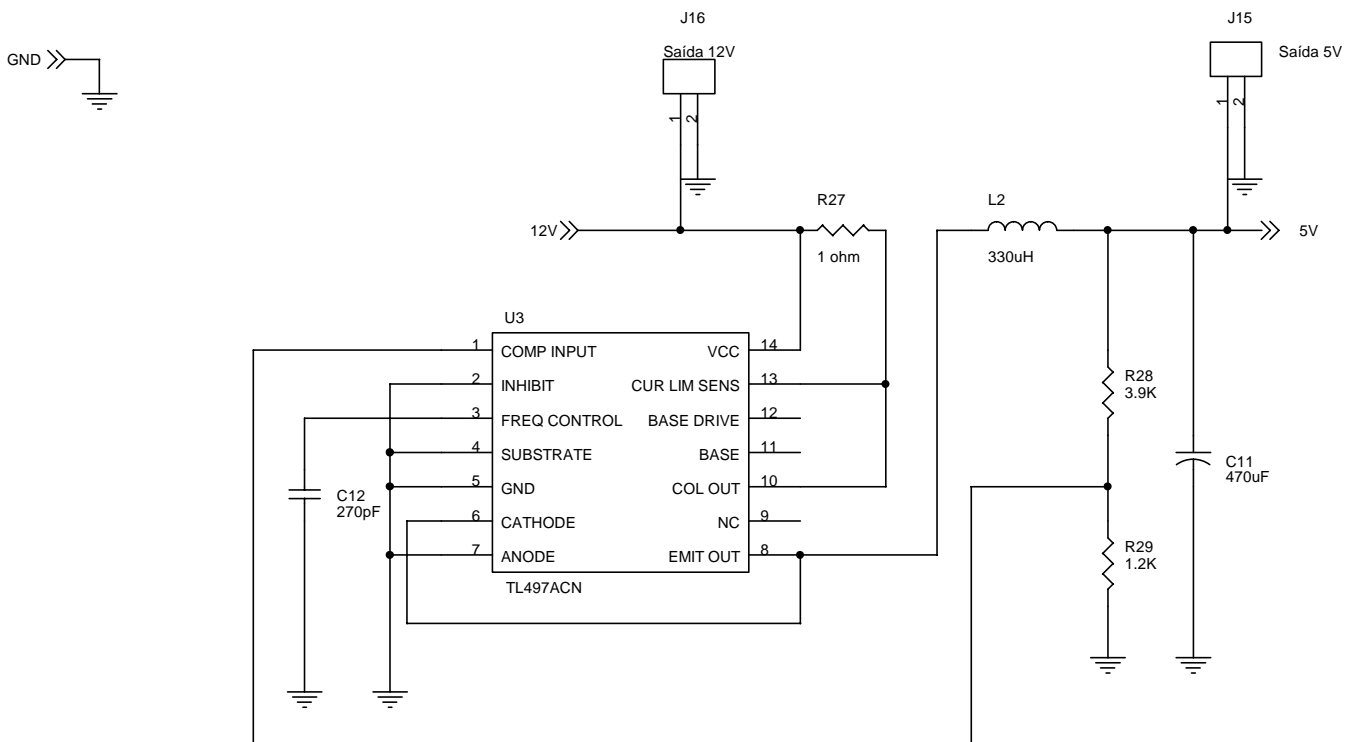 J16
J15
GND
Saída 12V
Saída 5V
1
2
1
2
R27
L2
12V
5V
1 ohm
330uH
U3
1
COMP INPUT
VCC
14
2
INHIBIT
CUR LIM SENS
13
R28
3.9K
3
FREQ CONTROL
BASE DRIVE
12
4
SUBSTRATE
BASE
11
C11
470uF
C12
270pF
5
GND
COL OUT
10
6
CATHODE
NC
9
R29
1.2K
7
ANODE
EMIT OUT
8
TL497ACN